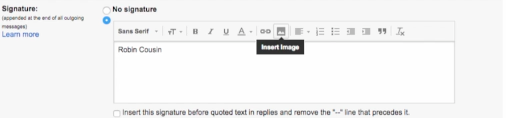 Signature:
(appended at the end of all outgoing
messages)
Learn more
No signature
Sans Serif
Insert Image
Robin Cousin
Insert this signature before quoted text in replies and remove the "--" line that precedes it.